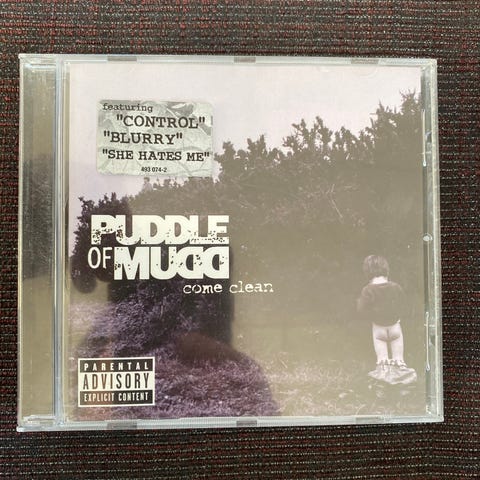 featuring
"CONTROL"
"BLURRY"
"SHE HATES ME"
493 074-2
PUDDLE
OF MUDD
come clean
PARENTAL
ADVISORY
EXPLICIT CONTENT